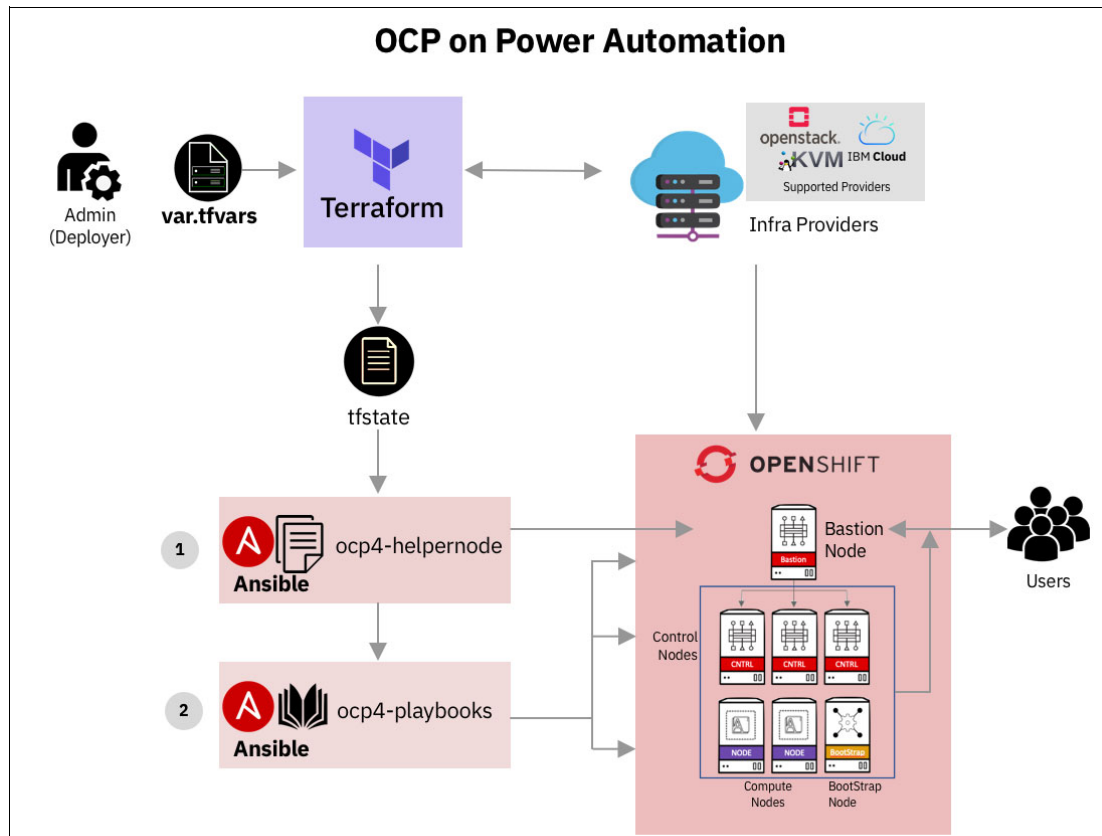 OCP on Power Automation
Admin
(Deployer)
var.tfvars
Terraform
openstack.
KVM
IBM Cloud
Supported Providers
Infra Providers
tfstate
OPENSHIFT
1
Ansible
ocp4-helpernode
Bastion
Bastion
Node
Users
Control
Nodes
CNTRL
CNTRL
CNTRL
2
Ansible
ocp4-playbooks
NODE
NODE
BootStrap
Compute
Nodes
BootStrap
Node